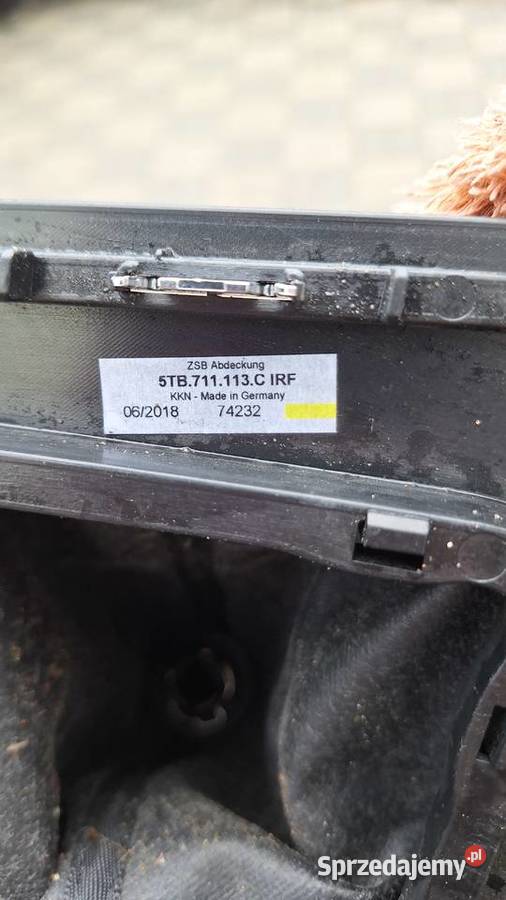 ZSB Abdeckung
5TB.711.113.C IRF
KKN - Made in Germany
06/2018 74232
Sprzedajemy.pl